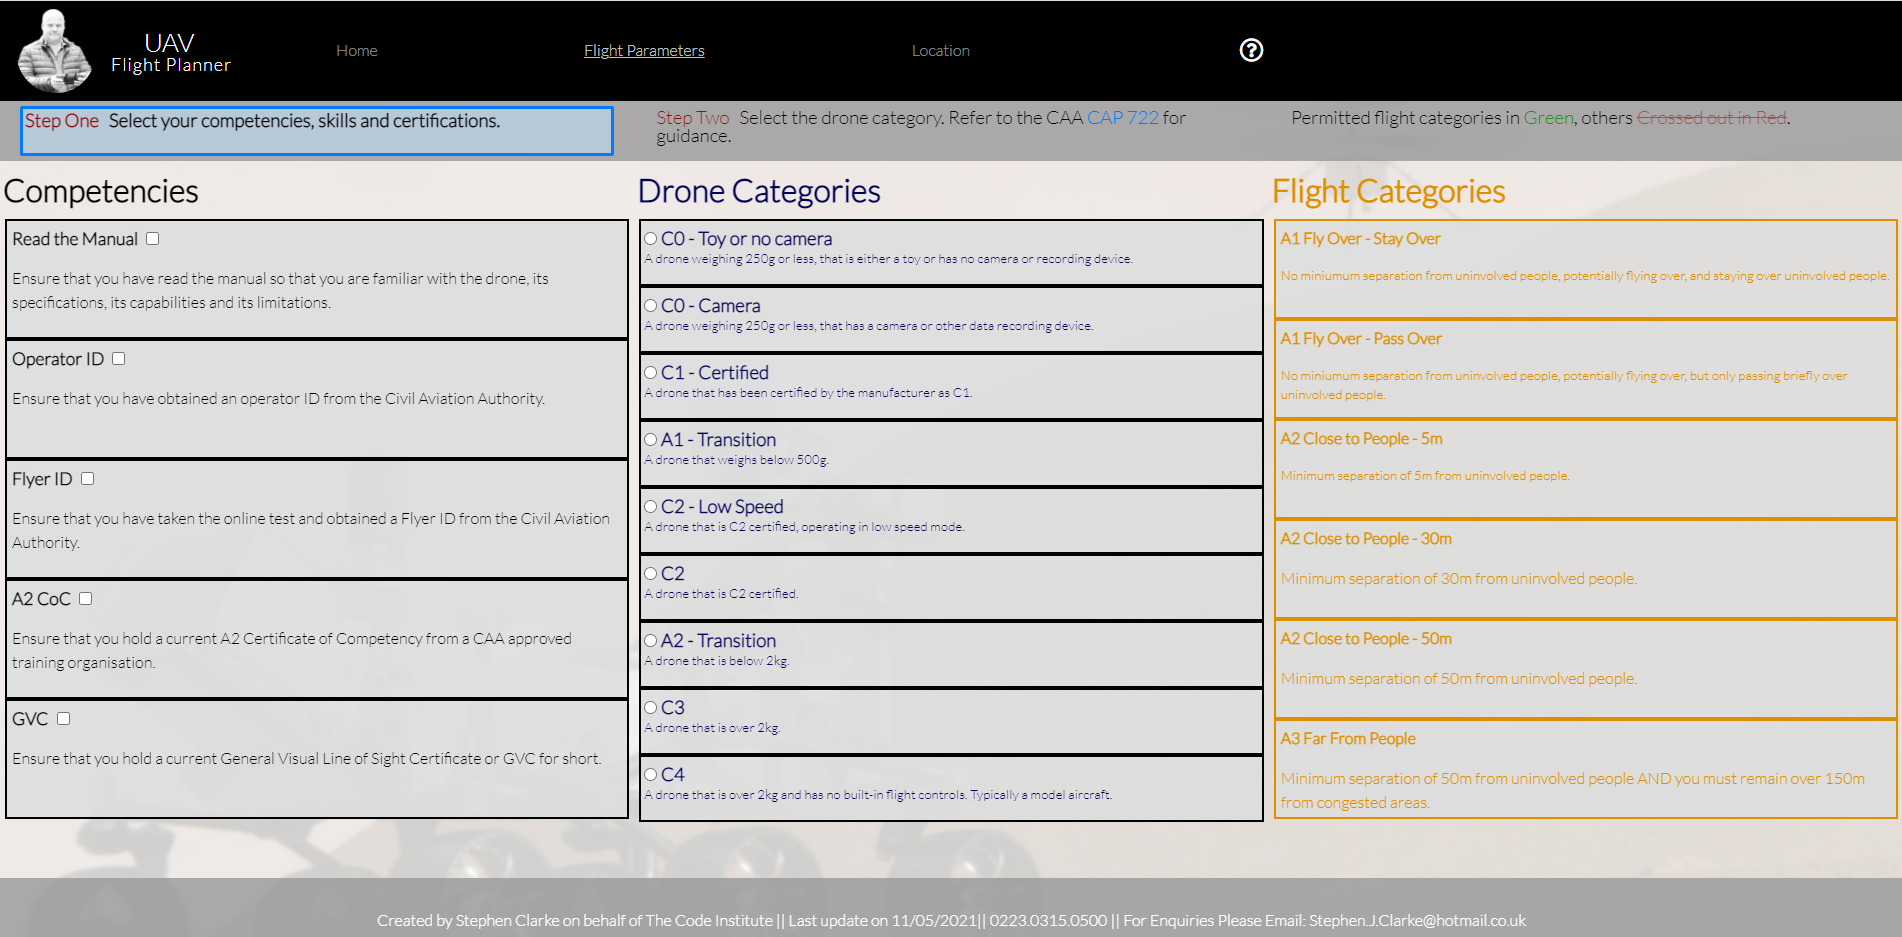 UAV
Flight Planner
Home
Flight Parameters
Location
Step One Select your competencies, skills and certifications.
Step Two Select the drone category. Refer to the CAA CAP 722 for
guidance.
Permitted flight categories in Green, others Crossed out in Red.
Competencies
Read the Manual
Ensure that you have read the manual so that you are familiar with the drone, its
specifications, its capabilities and its limitations.
Operator ID
Ensure that you have obtained an operator ID from the Civil Aviation Authority.
Flyer ID
Ensure that you have taken the online test and obtained a Flyer ID from the Civil Aviation
Authority.
A2 CoC
Ensure that you hold a current A2 Certificate of Competency from a CAA approved
training organisation.
GVC
Ensure that you hold a current General Visual Line of Sight Certificate or GVC for short.
Drone Categories
C0 - Toy or no camera
A drone weighing 250g or less, that is either a toy or has no camera or recording device.
C0 - Camera
A drone weighing 250g or less, that has a camera or other data recording device.
C1 - Certified
A drone that has been certified by the manufacturer as C1.
A1 - Transition
A drone that weighs below 500g.
C2 - Low Speed
A drone that is C2 certified, operating in low speed mode.
C2
A drone that is C2 certified.
A2 - Transition
A drone that is below 2kg.
C3
A drone that is over 2kg.
C4
A drone that is over 2kg and has no built-in flight controls. Typically a model aircraft.
Flight Categories
A1 Fly Over - Stay Over
No miniumum separation from uninvolved people, potentially flying over, and staying over uninvolved people.
A1 Fly Over - Pass Over
No miniumum separation from uninvolved people, potentially flying over, but only passing briefly over
uninvolved people.
A2 Close to People - 5m
Minimum separation of 5m from uninvolved people.
A2 Close to People - 30m
Minimum separation of 30m from uninvolved people.
A2 Close to People - 50m
Minimum separation of 50m from uninvolved people.
A3 Far From People
Minimum separation of 50m from uninvolved people AND you must remain over 150m
from congested areas.
Created by Stephen Clarke on behalf of The Code Institute || Last update on 11/05/2021|| 0223.0315.0500 || For Enquiries Please Email: Stephen.J.Clarke@hotmail.co.uk